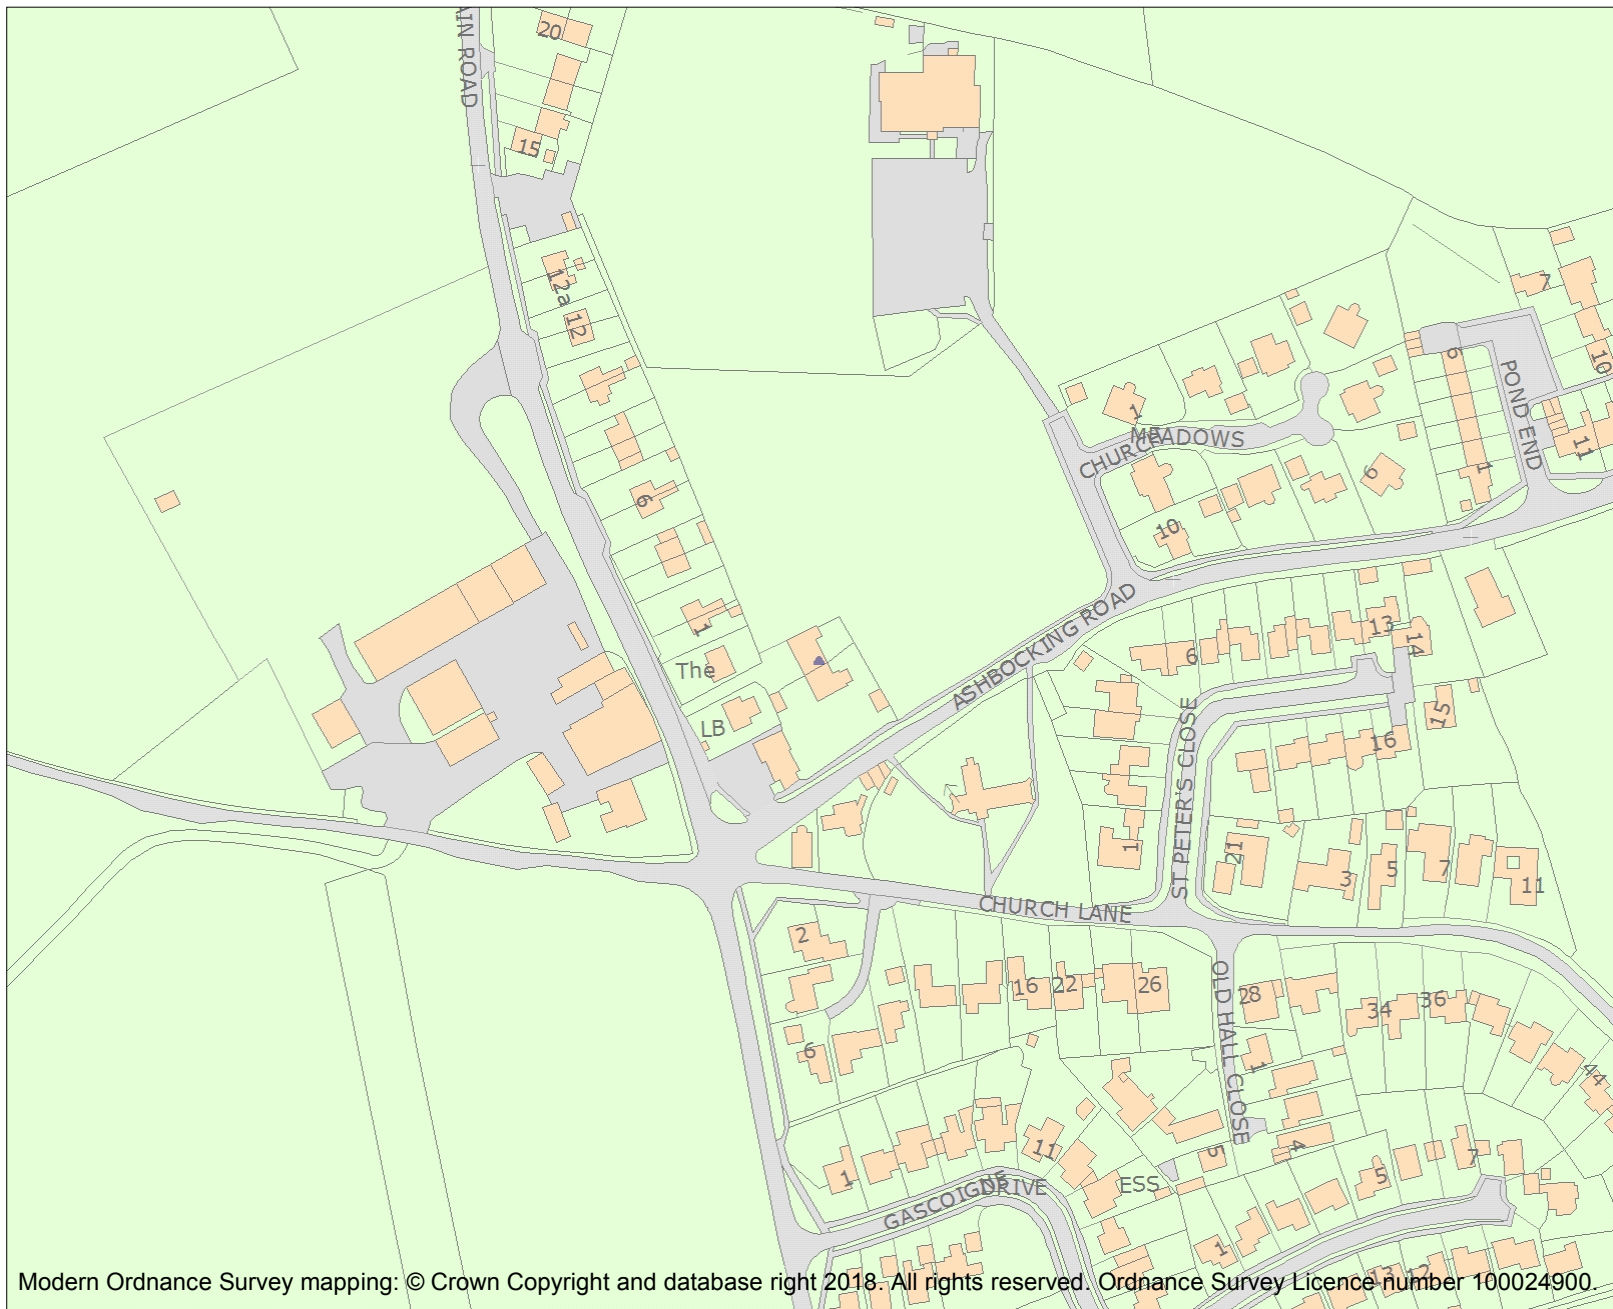 AIN ROAD
20
15
12a
12
6
1
The
LB
7
10
6
POND END
11
1
1
CHURCH
MEADOWS
6
10
ASHBOCKING ROAD
6
13
14
15
16
ST PETER'S CLOSE
1
21
3
5
7
11
CHURCH LANE
2
16
22
26
28
34
36
44
6
OLD HALL CLOSE
1
4
5
5
7
1
11
GASCOIGNE
DRIVE
ESS
1
13
12
Modern Ordnance Survey mapping: © Crown Copyright and database right 2018. All rights reserved. Ordnance Survey Licence number 100024900.